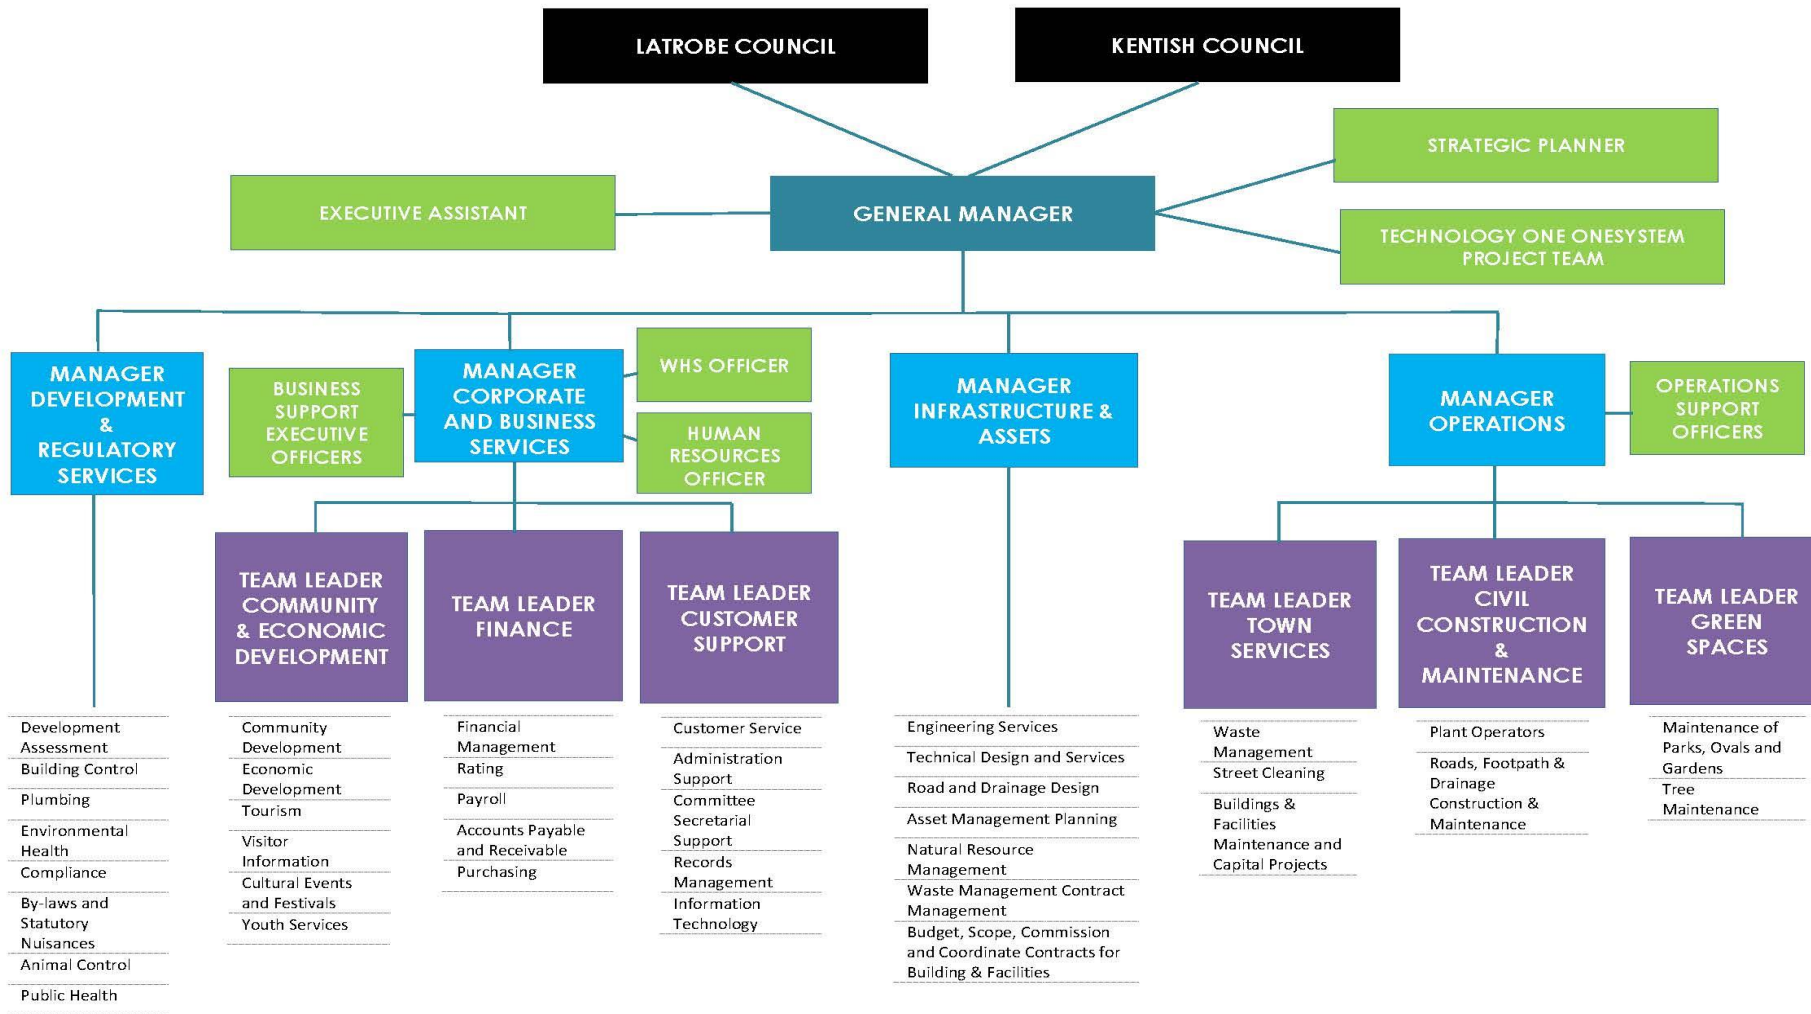 LATROBE COUNCIL
KENTISH COUNCIL
STRATEGIC PLANNER
EXECUTIVE ASSISTANT
GENERAL MANAGER
TECHNOLOGY ONE ONESYSTEM
PROJECT TEAM
MANAGER
DEVELOPMENT
&
REGULATORY
SERVICES
BUSINESS
SUPPORT
EXECUTIVE
OFFICERS
MANAGER
CORPORATE
AND BUSINESS
SERVICES
WHS OFFICER
HUMAN
RESOURCES
OFFICER
MANAGER
INFRASTRUCTURE &
ASSETS
MANAGER
OPERATIONS
OPERATIONS
SUPPORT
OFFICERS
TEAM LEADER
COMMUNITY
& ECONOMIC
DEVELOPMENT
TEAM LEADER
FINANCE
TEAM LEADER
CUSTOMER
SUPPORT
TEAM LEADER
TOWN
SERVICES
TEAM LEADER
CIVIL
CONSTRUCTION
&
MAINTENANCE
TEAM LEADER
GREEN
SPACES
Development
Assessment
Building Control
Plumbing
Environmental
Health
Compliance
By-laws and
Statutory
Nuisances
Animal Control
Public Health
Community
Development
Economic
Development
Tourism
Visitor
Information
Cultural Events
and Festivals
Youth Services
Financial
Management
Rating
Payroll
Accounts Payable
and Receivable
Purchasing
Customer Service
Administration
Support
Committee
Secretarial
Support
Records
Management
Information
Technology
Engineering Services
Technical Design and Services
Road and Drainage Design
Asset Management Planning
Natural Resource
Management
Waste Management Contract
Management
Budget, Scope, Commission
and Coordinate Contracts for
Building & Facilities
Waste
Management
Street Cleaning
Buildings &
Facilities
Maintenance and
Capital Projects
Plant Operators
Roads, Footpath &
Drainage
Construction &
Maintenance
Maintenance of
Parks, Ovals and
Gardens
Tree
Maintenance